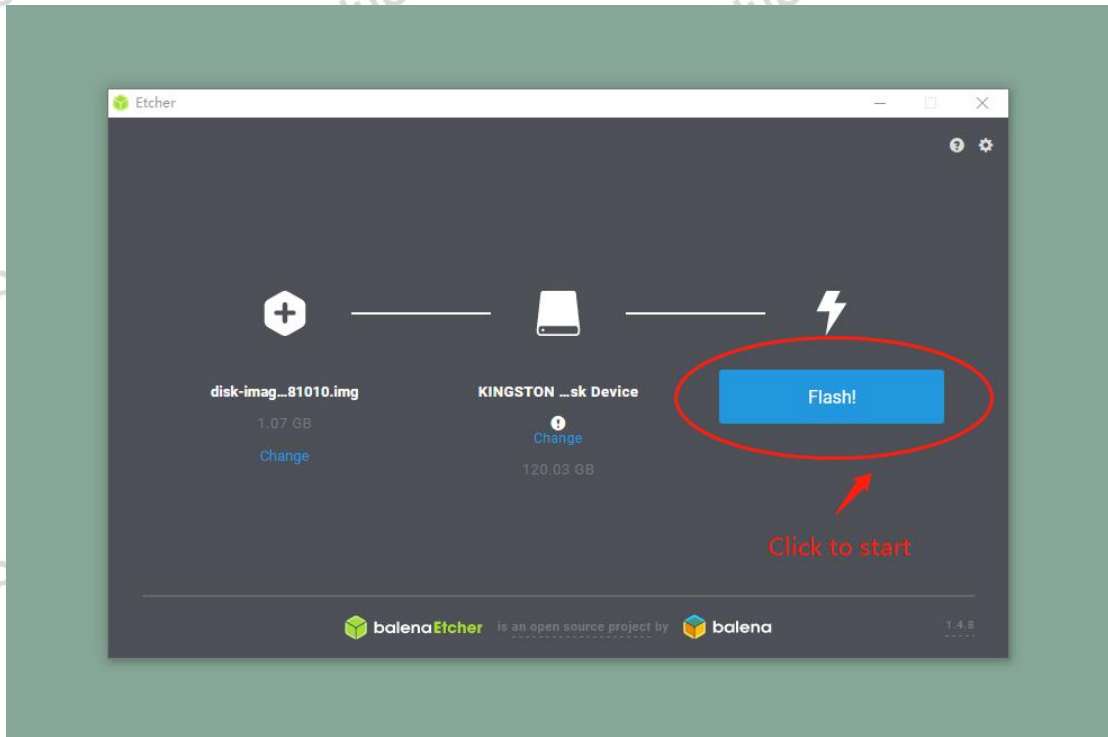 Etcher
disk-imag...81010.img
KINGSTON ...sk Device
Flash!
1.07 GB
Change
Change
120.03 GB
Click to start
balenaEtcher is an open source project by balena
1.4.8